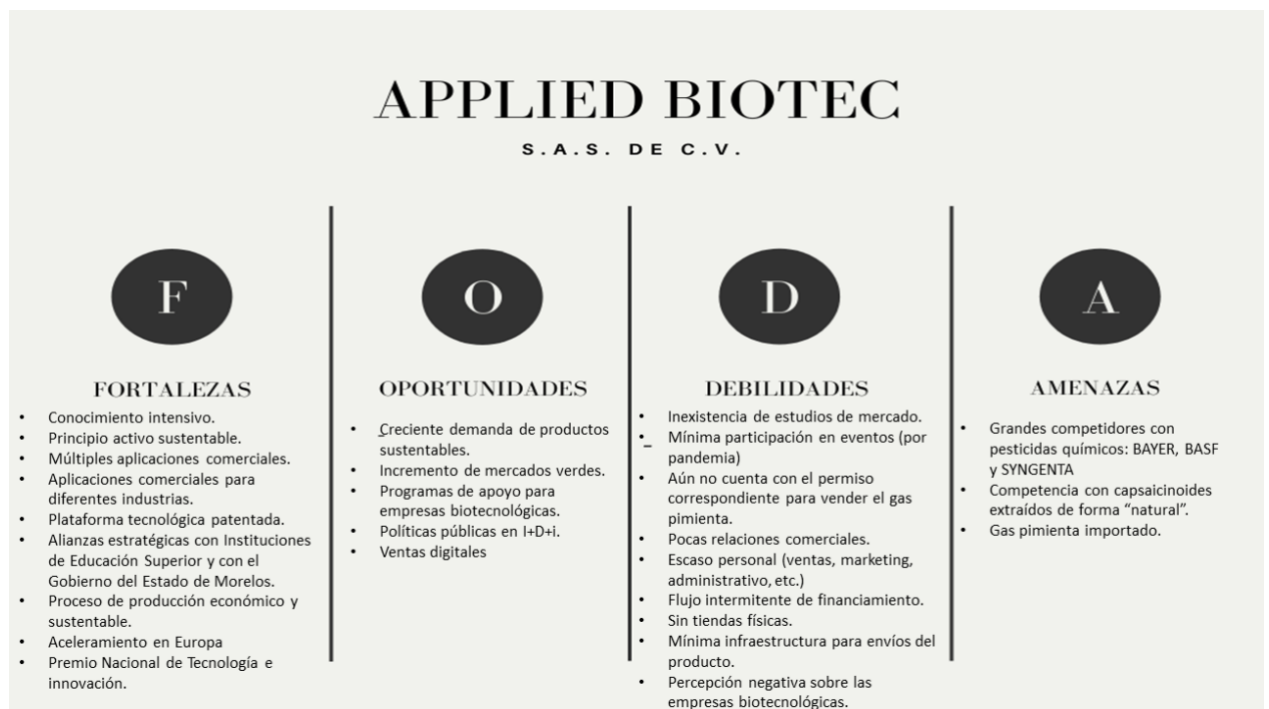 APPLIED BIOTEC
S.A.S. DE C.V.
F
FORTALEZAS
• Conocimiento intensivo.
• Principio activo sustentable.
• Múltiples aplicaciones comerciales.
• Aplicaciones comerciales para
diferentes industrias.
• Plataforma tecnológica patentada.
• Alianzas estratégicas con Instituciones
de Educación Superior y con el
Gobierno del Estado de Morelos.
• Proceso de producción económico y
sustentable.
• Aceleramiento en Europa
• Premio Nacional de Tecnología e
innovación.
O
OPORTUNIDADES
• Creciente demanda de productos
sustentables.
• Incremento de mercados verdes.
• Programas de apoyo para
empresas biotecnológicas.
• Políticas públicas en I+D+i.
• Ventas digitales
D
DEBILIDADES
• Inexistencia de estudios de mercado.
• Mínima participación en eventos (por
pandemia)
• Aún no cuenta con el permiso
correspondiente para vender el gas
pimienta.
• Pocas relaciones comerciales.
• Escaso personal (ventas, marketing,
administrativo, etc.)
• Flujo intermitente de financiamiento.
• Sin tiendas físicas.
• Mínima infraestructura para envíos del
producto.
• Percepción negativa sobre las
empresas biotecnológicas.
A
AMENAZAS
• Grandes competidores con
pesticidas químicos: BAYER, BASF
y SYNGENTA
• Competencia con capsaicinoides
extraídos de forma “natural”.
• Gas pimienta importado.